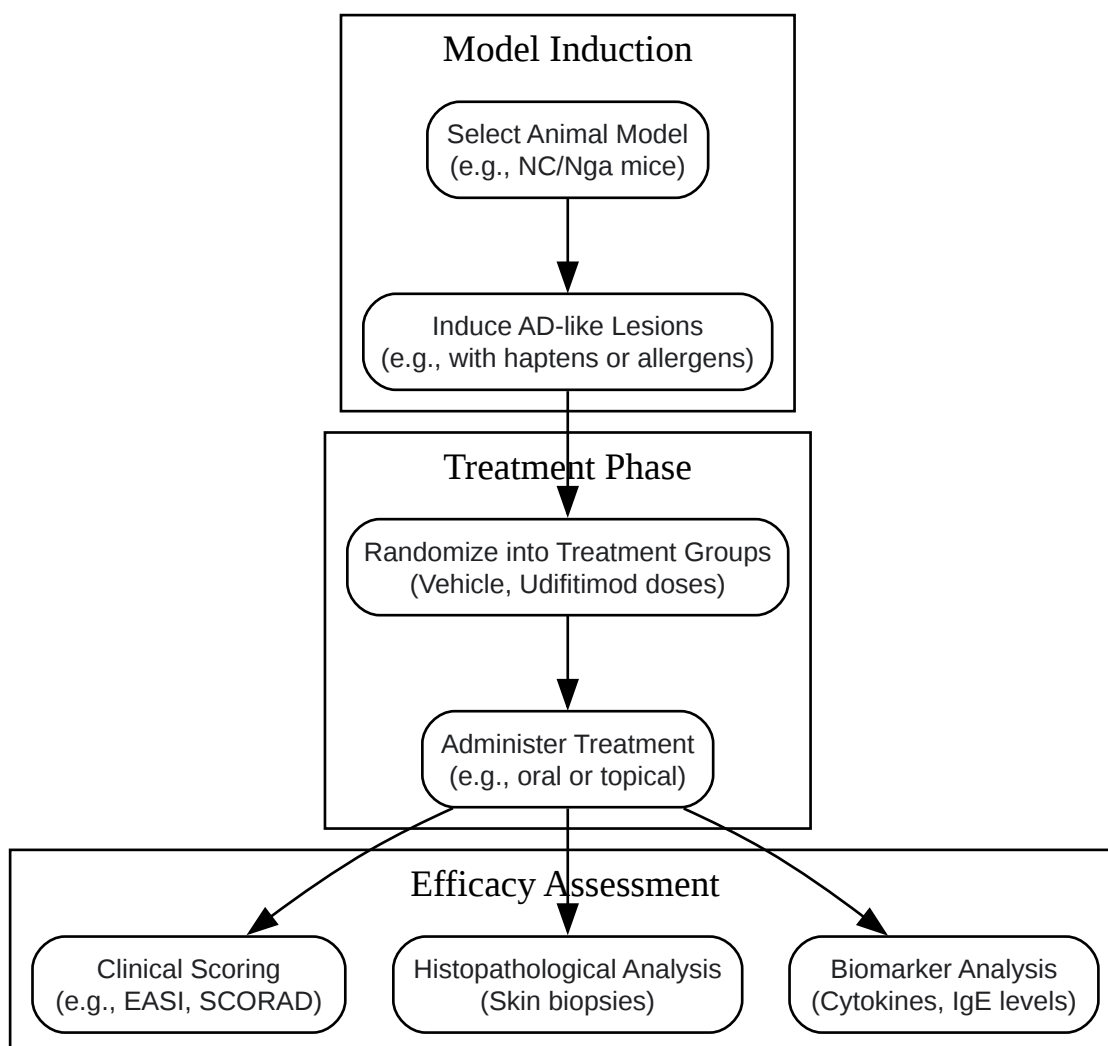 Model Induction
Select Animal Model
(e.g., NC/Nga mice)
Induce AD-like Lesions
(e.g., with haptens or allergens)
Treatment Phase
Randomize into Treatment Groups
(Vehicle, Udifitimod doses)
Administer Treatment
(e.g., oral or topical)
Efficacy Assessment
Clinical Scoring
(e.g., EASI, SCORAD)
Histopathological Analysis
(Skin biopsies)
Biomarker Analysis
(Cytokines, IgE levels)